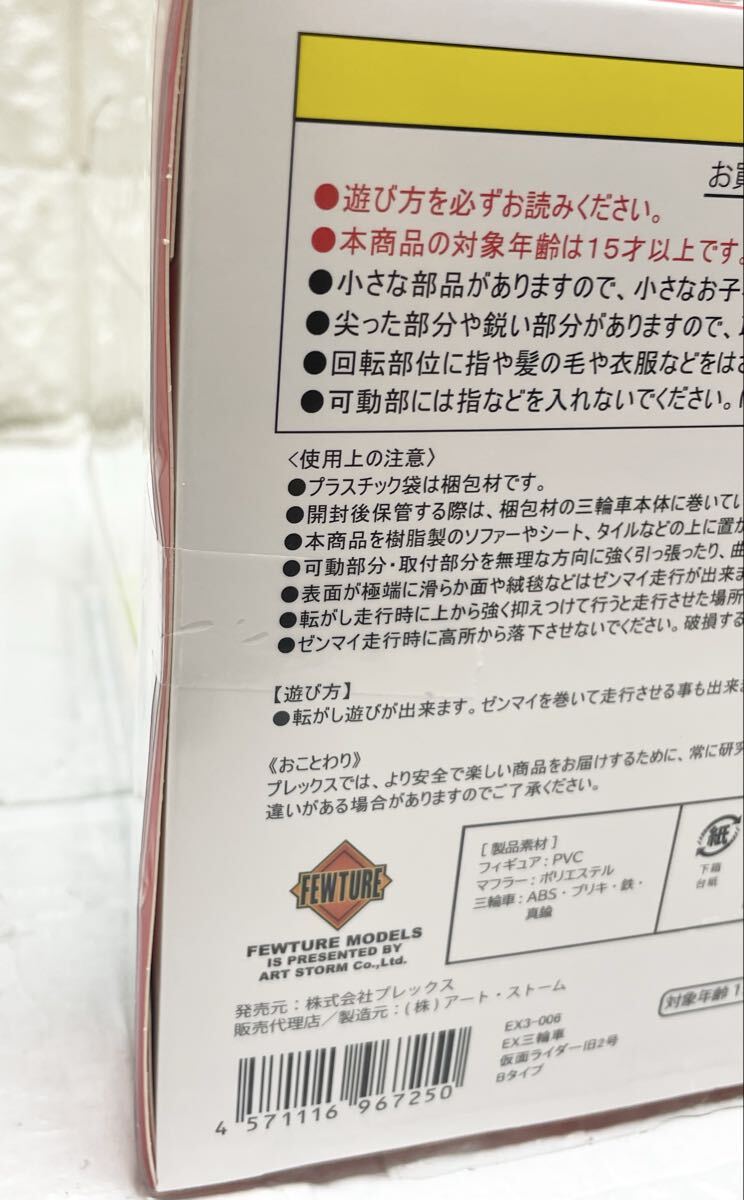 お買
●遊び方を必ずお読みください。
●本商品の対象年齢は15才以上です。
●小さな部品がありますので、小さなお子
●尖った部分や鋭い部分がありますので、
●回転部位に指や髪の毛や衣服などをはさ
●可動部には指などを入れないでください。
〈使用上の注意〉
●プラスチック袋は梱包材です。
●開封後保管する際は、梱包材の三輪車本体に巻いてい
●本商品を樹脂製のソファーやシート、タイルなどの上に置か
●可動部分・取付部分を無理な方向に強く引っ張ったり、曲
●表面が極端に滑らか面や絨毯などはゼンマイ走行が出来ま
●転がし走行時に上から強く抑えつけて行うと走行させた場所
●ゼンマイ走行時に高所から落下させないでください。破損する
【遊び方】
●転がし遊びが出来ます。ゼンマイを巻いて走行させる事も出来ま
《おことわり》
プレックスでは、より安全で楽しい商品をお届けするために、常に研究
違いがある場合がありますのでご了承ください。
FEWTURE
FEWTURE MODELS
IS PRESENTED BY
ART STORM Co.,Ltd.
[製品素材]
フィギュア:PVC
マフラー:ポリエステル
三輪車:ABS・ブリキ・鉄・
真鍮
紙
下箱
台紙
発売元:株式会社プレックス
販売代理店/製造元:(株)アート・ストーム
対象年齢1
EX3-006
EX三輪車
仮面ライダー旧2号
Bタイプ
4 571116 967250